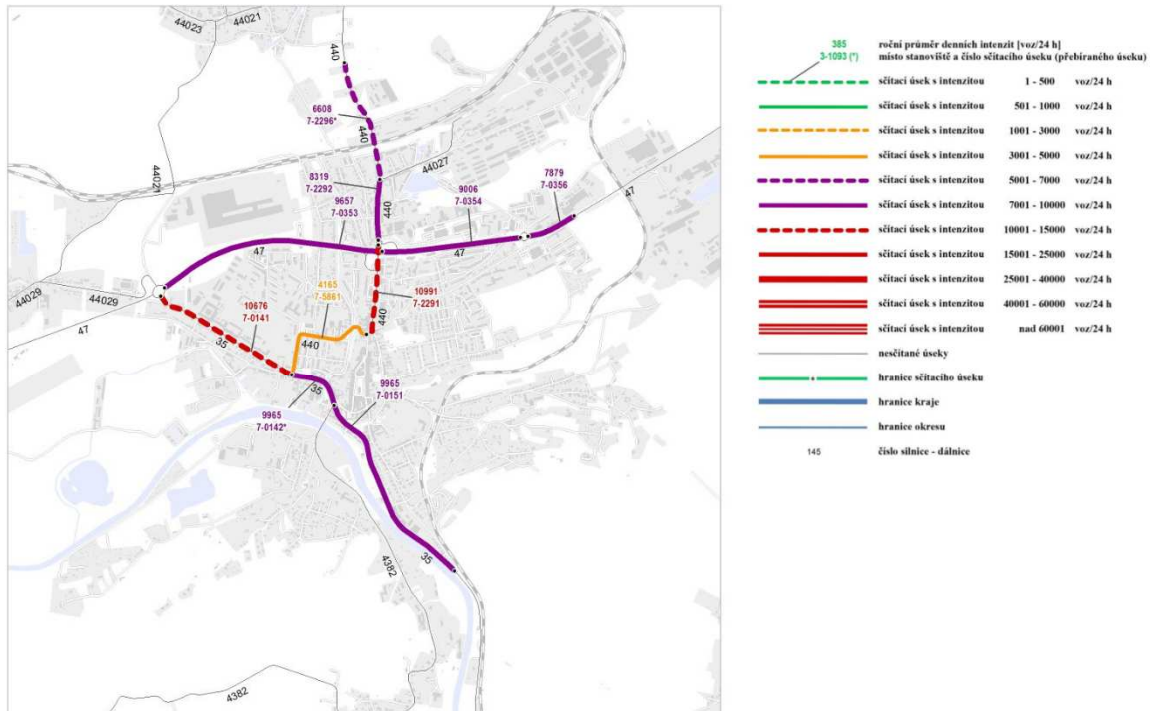 44023
44021
440
6608
7-2296*
440
44021
44027
8319
7-2292
9657
7-0353
440
9006
7-0354
7879
7-0356
47
47
47
44029
44029
47
10676
7-0141
35
4165
7-5861
440
10991
7-2291
440
35
9965
7-0142*
9965
7-0151
35
4382
4382
385 roční průměr denních intenzit [voz/24 h]
3-1093 (*) místo stanoviště a číslo sčítacího úseku (přebíraného úseku)
sčítací úsek s intenzitou 1 - 500 voz/24 h
sčítací úsek s intenzitou 501 - 1000 voz/24 h
sčítací úsek s intenzitou 1001 - 3000 voz/24 h
sčítací úsek s intenzitou 3001 - 5000 voz/24 h
sčítací úsek s intenzitou 5001 - 7000 voz/24 h
sčítací úsek s intenzitou 7001 - 10000 voz/24 h
sčítací úsek s intenzitou 10001 - 15000 voz/24 h
sčítací úsek s intenzitou 15001 - 25000 voz/24 h
sčítací úsek s intenzitou 25001 - 40000 voz/24 h
sčítací úsek s intenzitou 40001 - 60000 voz/24 h
sčítací úsek s intenzitou nad 60001 voz/24 h
nesčítané úseky
hranice sčítacího úseku
hranice kraje
hranice okresu
145 číslo silnice - dálnice